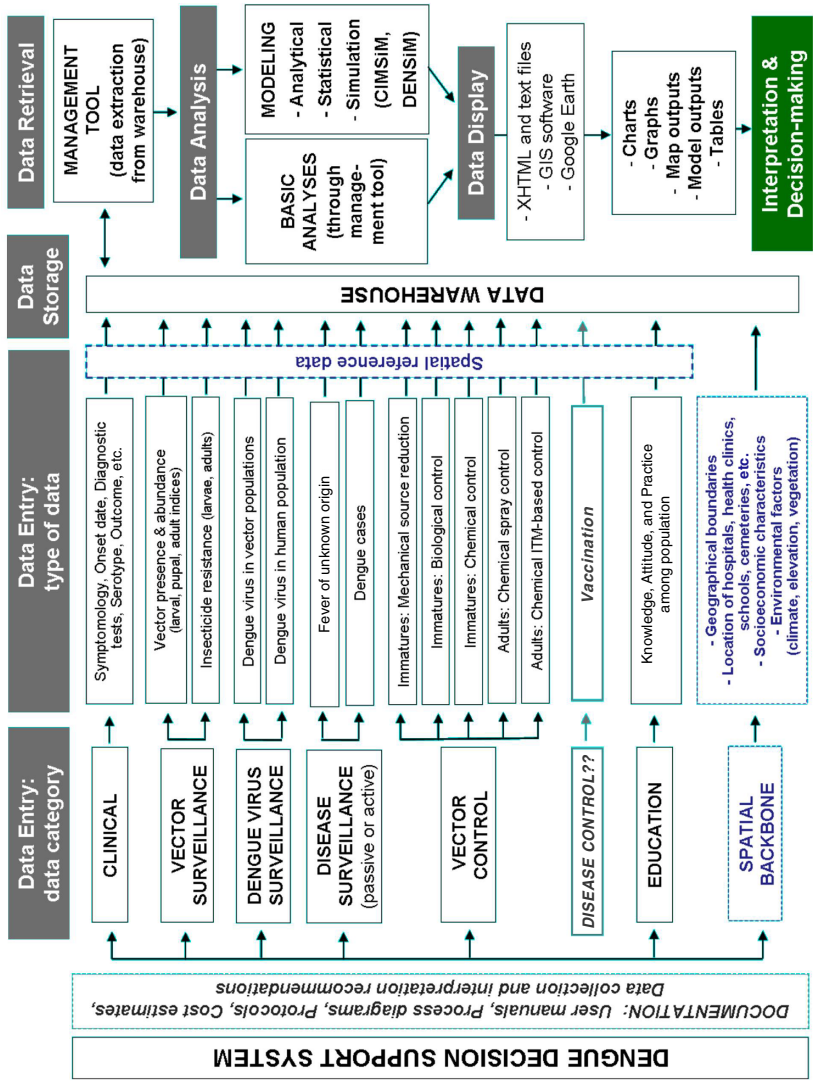 DENGUE DECISION SUPPORT SYSTEM
DOCUMENTATION: User manuals, Process diagrams, Protocols, Cost estimates,
Data collection and interpretation recommendations
Data Entry:
data category
CLINICAL
VECTOR
SURVEILLANCE
DENGUE VIRUS
SURVEILLANCE
DISEASE
SURVEILLANCE
(passive or active)
VECTOR
CONTROL
DISEASE CONTROL??
EDUCATION
SPATIAL
BACKBONE
Data Entry:
type of data
Symptomology, Onset date, Diagnostic
tests, Serotype, Outcome, etc.
Vector presence & abundance
(larval, pupal, adult indices)
Insecticide resistance (larvae, adults)
Dengue virus in vector populations
Dengue virus in human population
Fever of unknown origin
Dengue cases
Immatures: Mechanical source reduction
Immatures: Biological control
Immatures: Chemical control
Adults: Chemical spray control
Adults: Chemical ITM-based control
Vaccination
Knowledge, Attitude, and Practice
among population
- Geographical boundaries
- Location of hospitals, health clinics,
schools, cemeteries, etc.
- Socioeconomic characteristics
- Environmental factors
(climate, elevation, vegetation)
Spatial reference data
Data
Storage
DATA WAREHOUSE
Data Retrieval
MANAGEMENT
TOOL
(data extraction
from warehouse)
Data Analysis
BASIC
ANALYSES
(through
manage-
ment tool)
MODELING
- Analytical
- Statistical
- Simulation
(CIMSiM,
DENSiM)
Data Display
- XHTML and text files
- GIS software
- Google Earth
- Charts
- Graphs
- Map outputs
- Model outputs
- Tables
Interpretation &
Decision-making